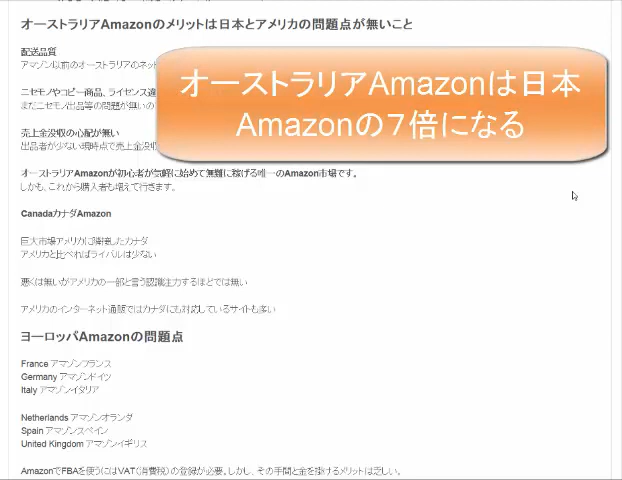 オーストラリアAmazonのメリットは日本とアメリカの問題点が無いこと
配送品質
アマゾン以前のオーストラリアのネッ
オーストラリアAmazonは日本
Amazonの7倍になる
ニセモノやコピー商品、ライセンス違
まだニセモノ出品等の問題が無いの
売上金没収の心配が無い
出品者が少ない現時点で売上金没収
オーストラリアAmazonが初心者が気軽に始めて無難に稼げる唯一のAmazon市場です。
しかも、これから購入者も増えて行きます。
CanadaカナダAmazon
巨大市場アメリカに隣接したカナダ
アメリカと比べればライバルは少ない
悪くは無いがアメリカの一部と言う認識注力するほどでは無い
アメリカのインターネット通販ではカナダにも対応しているサイトも多い
ヨーロッパAmazonの問題点
France アマゾンフランス
Germany アマゾンドイツ
Italy アマゾンイタリア
Netherlands アマゾンオランダ
Spain アマゾンスペイン
United Kingdom アマゾンイギリス
AmazonでFBAを使うにはVAT(消費税)の登録が必要。しかし、その手間と金を掛けるメリットは乏しい。